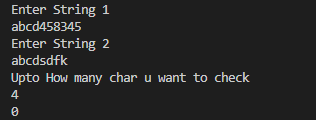 Enter String 1
abcd458345
Enter String 2
abcdsdfk
Upto How many char u want to check
4
0